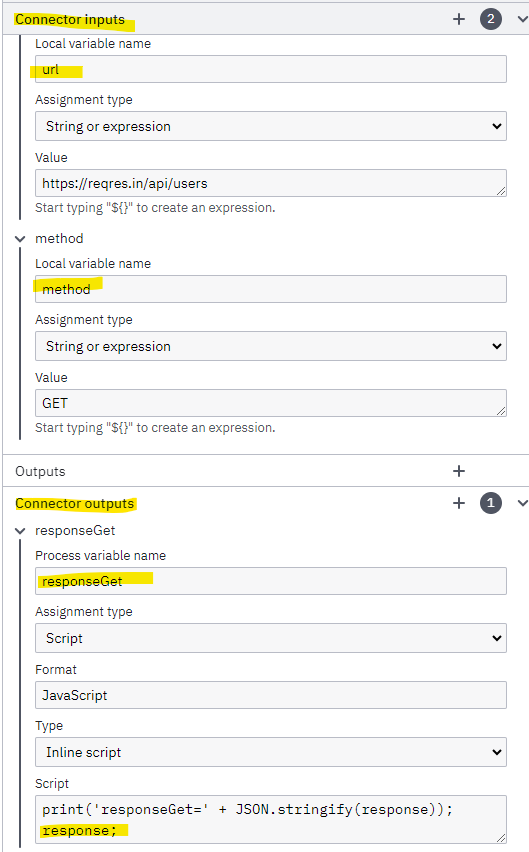 Connector inputs
2
Local variable name
url
Assignment type
String or expression
Value
https://reqres.in/api/users
Start typing "${}" to create an expression.
method
Local variable name
method
Assignment type
String or expression
Value
GET
Start typing "${}" to create an expression.
Outputs
Connector outputs
1
responseGet
Process variable name
responseGet
Assignment type
Script
Format
JavaScript
Type
Inline script
Script
print('responseGet=' + JSON.stringify(response));
response;